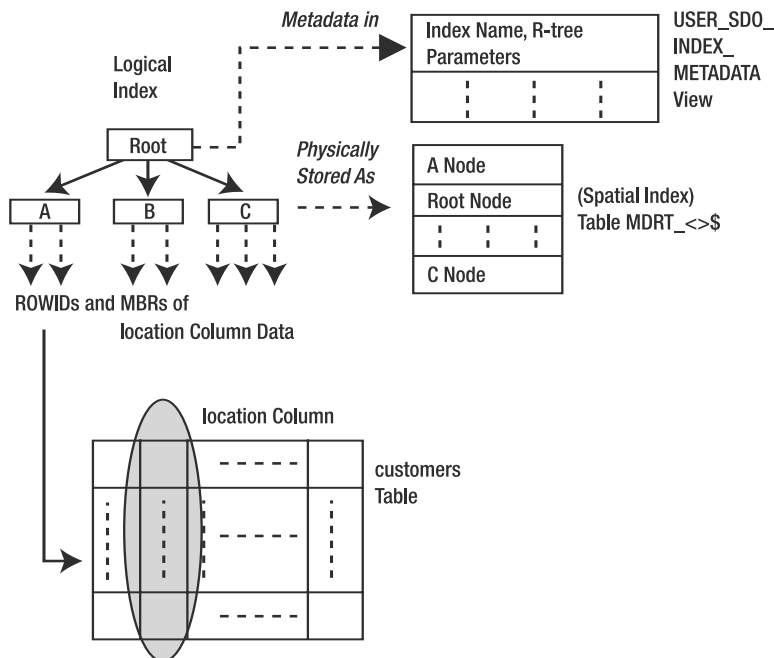 Metadata in
Index Name, R-tree
Parameters
USER_SDO_
INDEX_
METADATA
View
Logical
Index
Root
Physically
Stored As
A
B
C
A Node
Root Node
C Node
(Spatial Index)
Table MDRT_<>$
ROWIDs and MBRs of
location Column Data
location Column
customers
Table